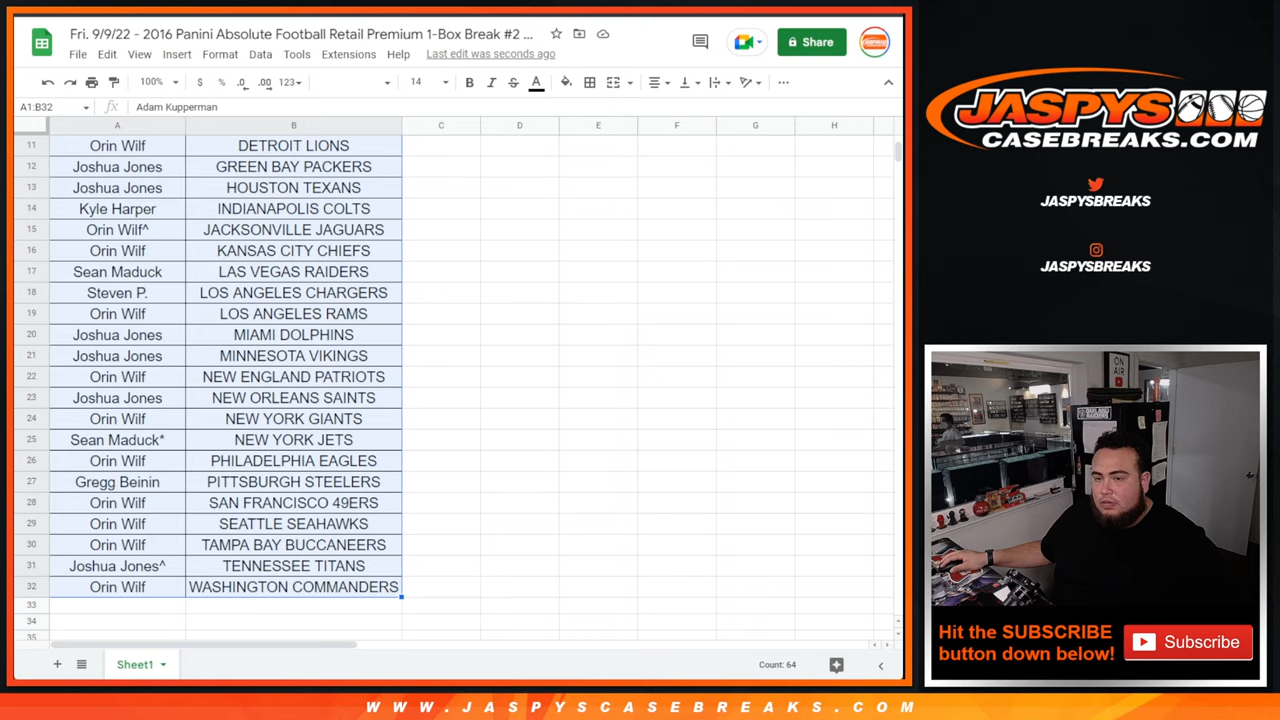 Fri. 9/9/22 - 2016 Panini Absolute Football Retail Premium 1-Box Break #2 ...
File Edit View Insert Format Data Tools Extensions Help Last edit was seconds ago
Share
100% $ % .0 .00 123 14 B I S A
A1:B32 fx Adam Kupperman
A B C D E F G H
11 Orin Wilf DETROIT LIONS
12 Joshua Jones GREEN BAY PACKERS
13 Joshua Jones HOUSTON TEXANS
14 Kyle Harper INDIANAPOLIS COLTS
15 Orin Wilf^ JACKSONVILLE JAGUARS
16 Orin Wilf KANSAS CITY CHIEFS
17 Sean Maduck LAS VEGAS RAIDERS
18 Steven P. LOS ANGELES CHARGERS
19 Orin Wilf LOS ANGELES RAMS
20 Joshua Jones MIAMI DOLPHINS
21 Joshua Jones MINNESOTA VIKINGS
22 Orin Wilf NEW ENGLAND PATRIOTS
23 Joshua Jones NEW ORLEANS SAINTS
24 Orin Wilf NEW YORK GIANTS
25 Sean Maduck* NEW YORK JETS
26 Orin Wilf PHILADELPHIA EAGLES
27 Gregg Beinin PITTSBURGH STEELERS
28 Orin Wilf SAN FRANCISCO 49ERS
29 Orin Wilf SEATTLE SEAHAWKS
30 Orin Wilf TAMPA BAY BUCCANEERS
31 Joshua Jones^ TENNESSEE TITANS
32 Orin Wilf WASHINGTON COMMANDERS
33
34
35
Sheet1 Count: 64
JASPYS
CASEBREAKS.COM
JASPYSBREAKS
JASPYSBREAKS
ON
AIR
Hit the SUBSCRIBE
button down below!
Subscribe
WWW.JASPYSCASEBREAKS.COM